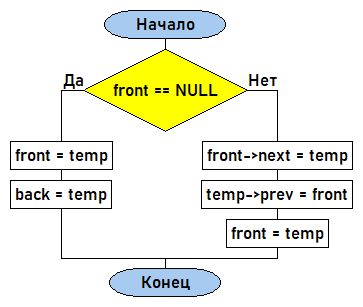 Начало
Да
Нет
front == NULL
front = temp
front->next = temp
back = temp
temp->prev = front
front = temp
Конец